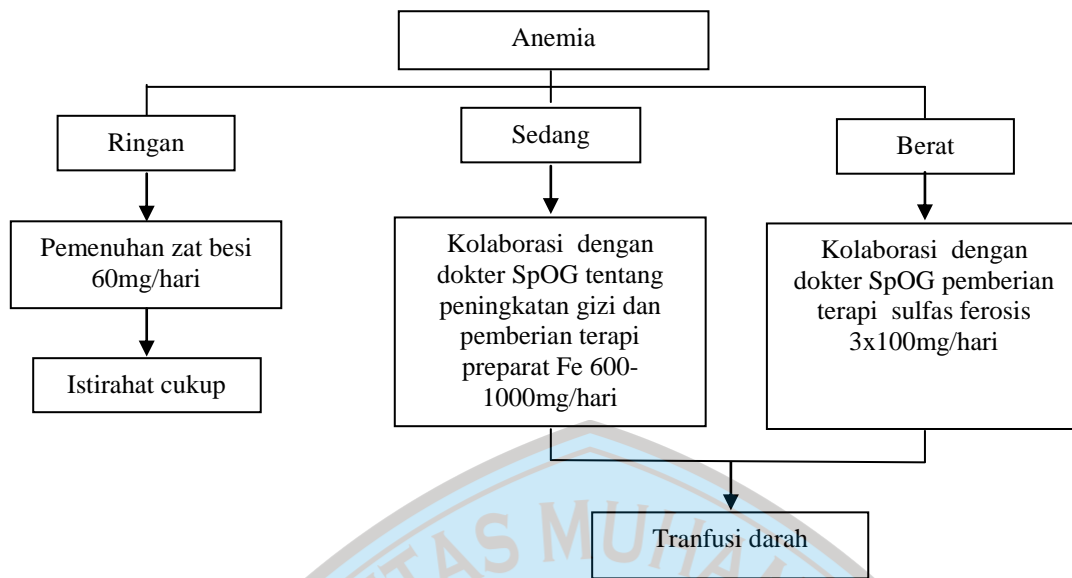 Anemia
Ringan
Sedang
Berat
Pemenuhan zat besi
60mg/hari
Istirahat cukup
Kolaborasi dengan
dokter SpOG tentang
peningkatan gizi dan
pemberian terapi
preparat Fe 600-
1000mg/hari
Kolaborasi dengan
dokter SpOG pemberian
terapi sulfas ferosis
3x100mg/hari
Tranfusi darah
TAS MUHA